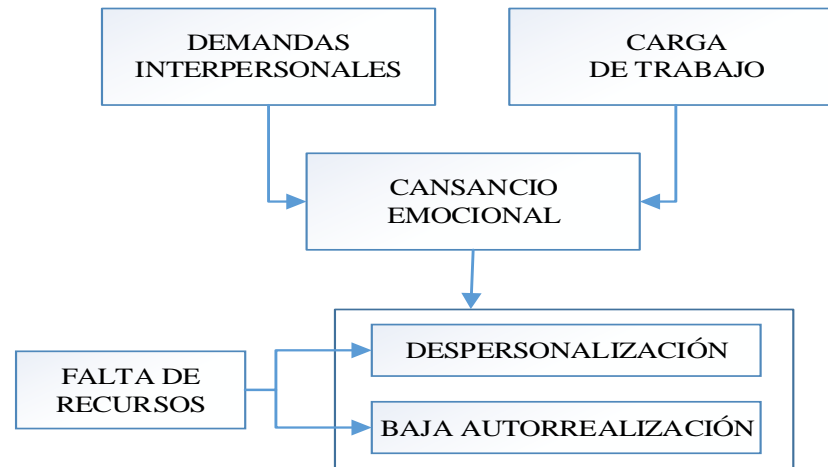 DEMANDAS
INTERPERSONALES
CARGA
DE TRABAJO
CANSANCIO
EMOCIONAL
DESPERSONALIZACIÓN
FALTA DE
RECURSOS
BAJA AUTORREALIZACIÓN